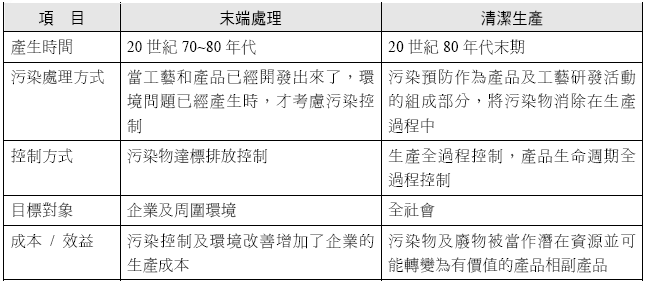 項 目 末端處理 清潔生產
產生時間 20 世紀 70~80 年代 20 世紀 80 年代末期
污染處理方式 當工藝和產品已經開發出來了，環 污染預防作為產品及工藝研發活動
境問題已經產生時，才考慮污染控 的組成部分，將污染物消除在生產
制 過程中
控制方式 污染物達標排放控制 生產全過程控制，產品生命週期全
過程控制
目標對象 企業及周圍環境 全社會
成本 / 效益 污染控制及環境改善增加了企業的 污染物及廢物被當作潛在資源並可
生產成本 能轉變為有價值的產品相副產品